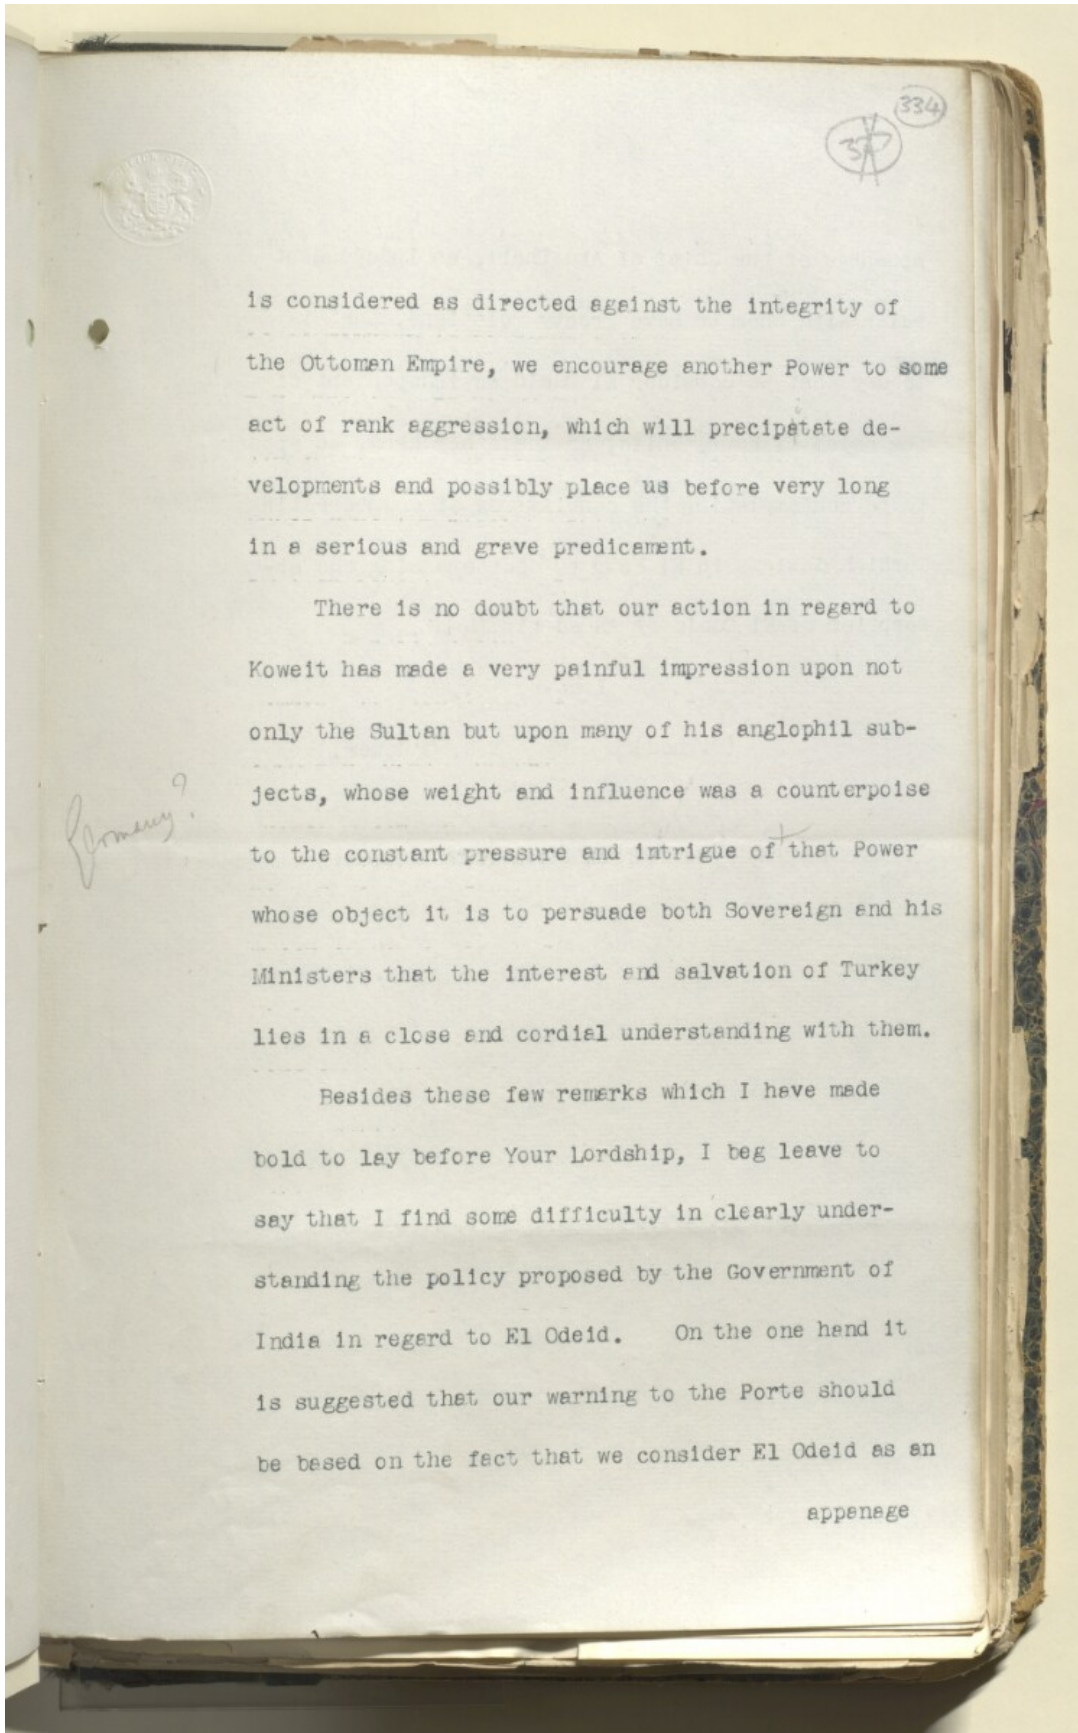 334
is considered as directed against the integrity of
the Ottoman Empire, we encourage another Power to some
act of rank aggression, which will precipitate de-
velopments and possibly place us before very long
in a serious and grave predicament.
There is no doubt that our action in regard to
Koweit has made a very painful impression upon not
only the Sultan but upon many of his anglophil sub-
jects, whose weight and influence was a counterpoise
Germany?
to the constant pressure and intrigue of that Power
whose object it is to persuade both Sovereign and his
Ministers that the interest and salvation of Turkey
lies in a close and cordial understanding with them.
Besides these few remarks which I have made
bold to lay before Your Lordship, I beg leave to
say that I find some difficulty in clearly under-
standing the policy proposed by the Government of
India in regard to El Odeid. On the one hand it
is suggested that our warning to the Porte should
be based on the fact that we consider El Odeid as an
appanage